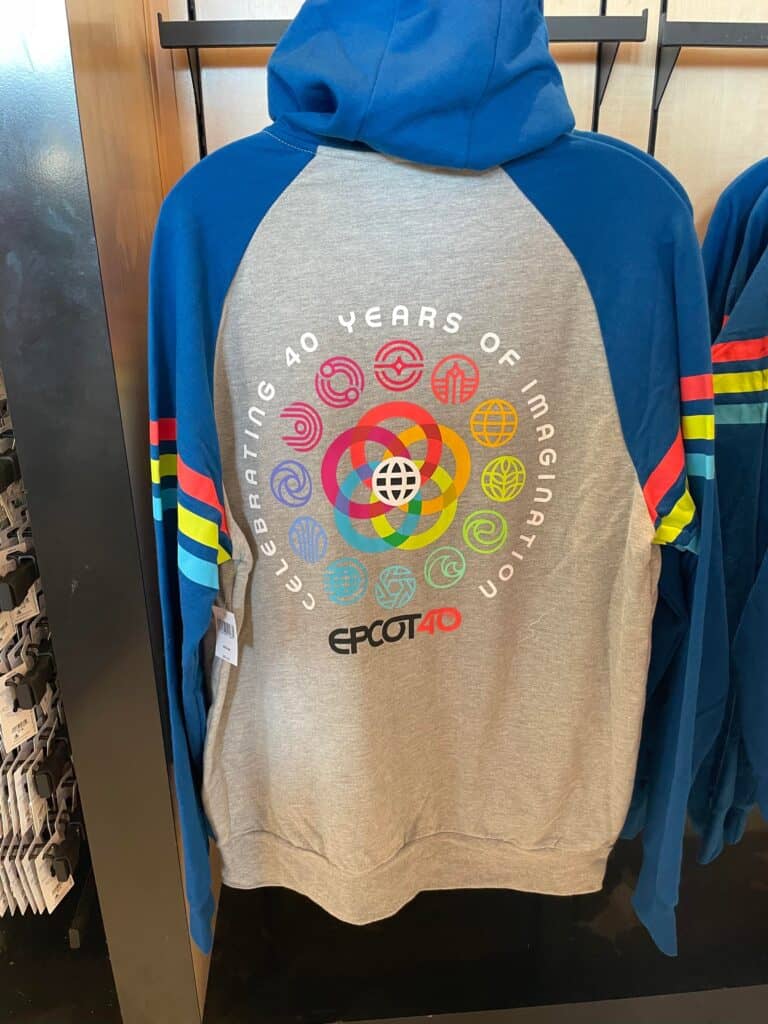 CELEBRATING 40 YEARS OF IMAGINATION
EPCOT40